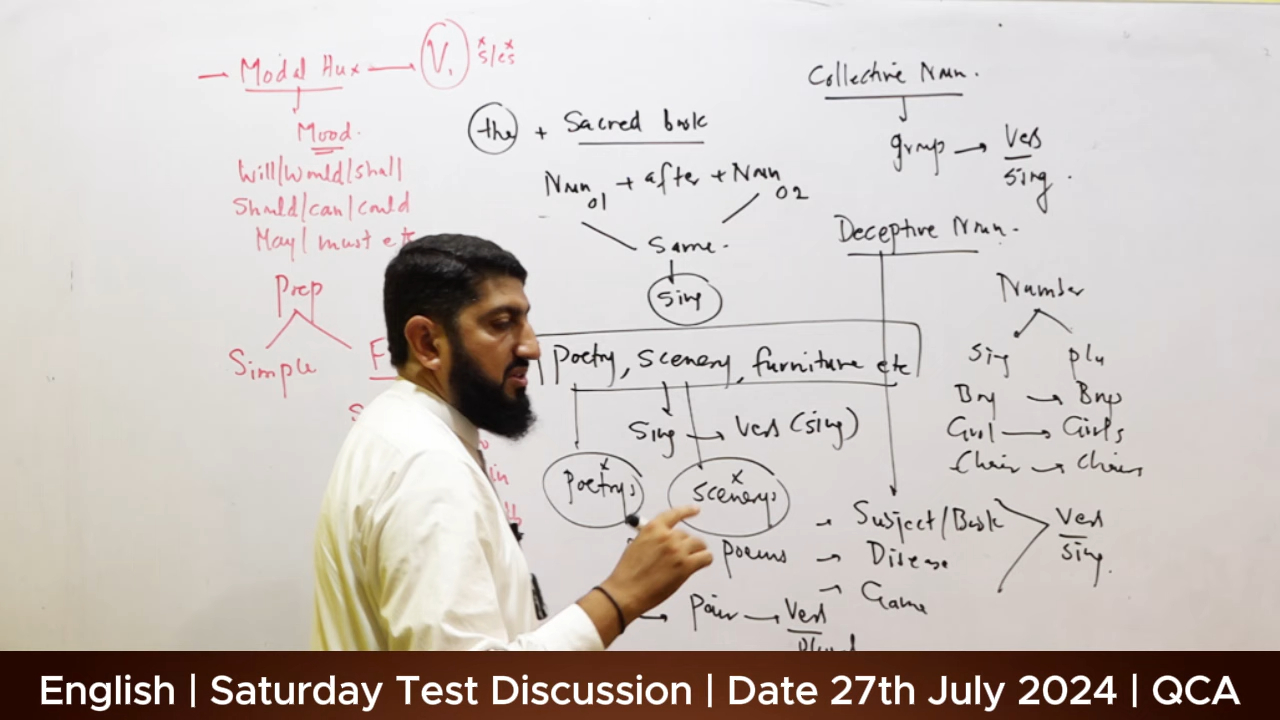 → Modal Aux → V₁ s/es
Mood.
Will/Would/shall
Should/can/could
May/must etc
Prep
Simple
the + Sacred book
Noun 01 + after + Noun 02
Same.
Sing
Poetry, Scenery, furniture etc
Sing → Verb (sing)
Poetrys
Scenerys
Poems
Pair → Verb
plural
Collective Noun.
group → Verb
Sing.
Deceptive Noun.
Number
Sing plu
Boy → Boys
Girl → Girls
Chair → Chairs
→ Subject/Book
→ Disease
→ Game
Verb
Sing.
English | Saturday Test Discussion | Date 27th July 2024 | QCA